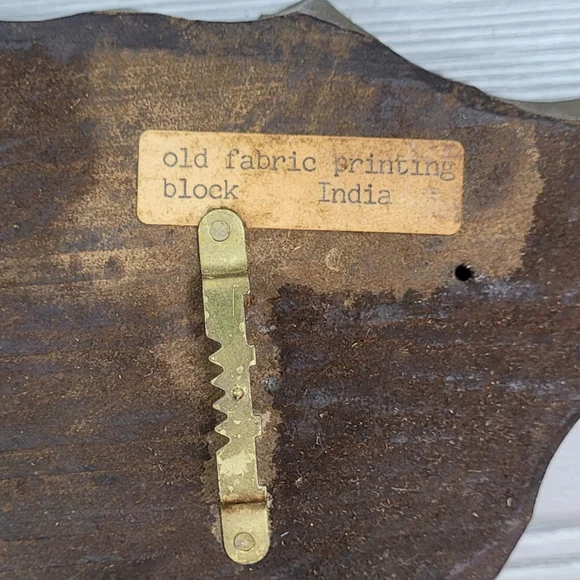 old fabric printing
block India